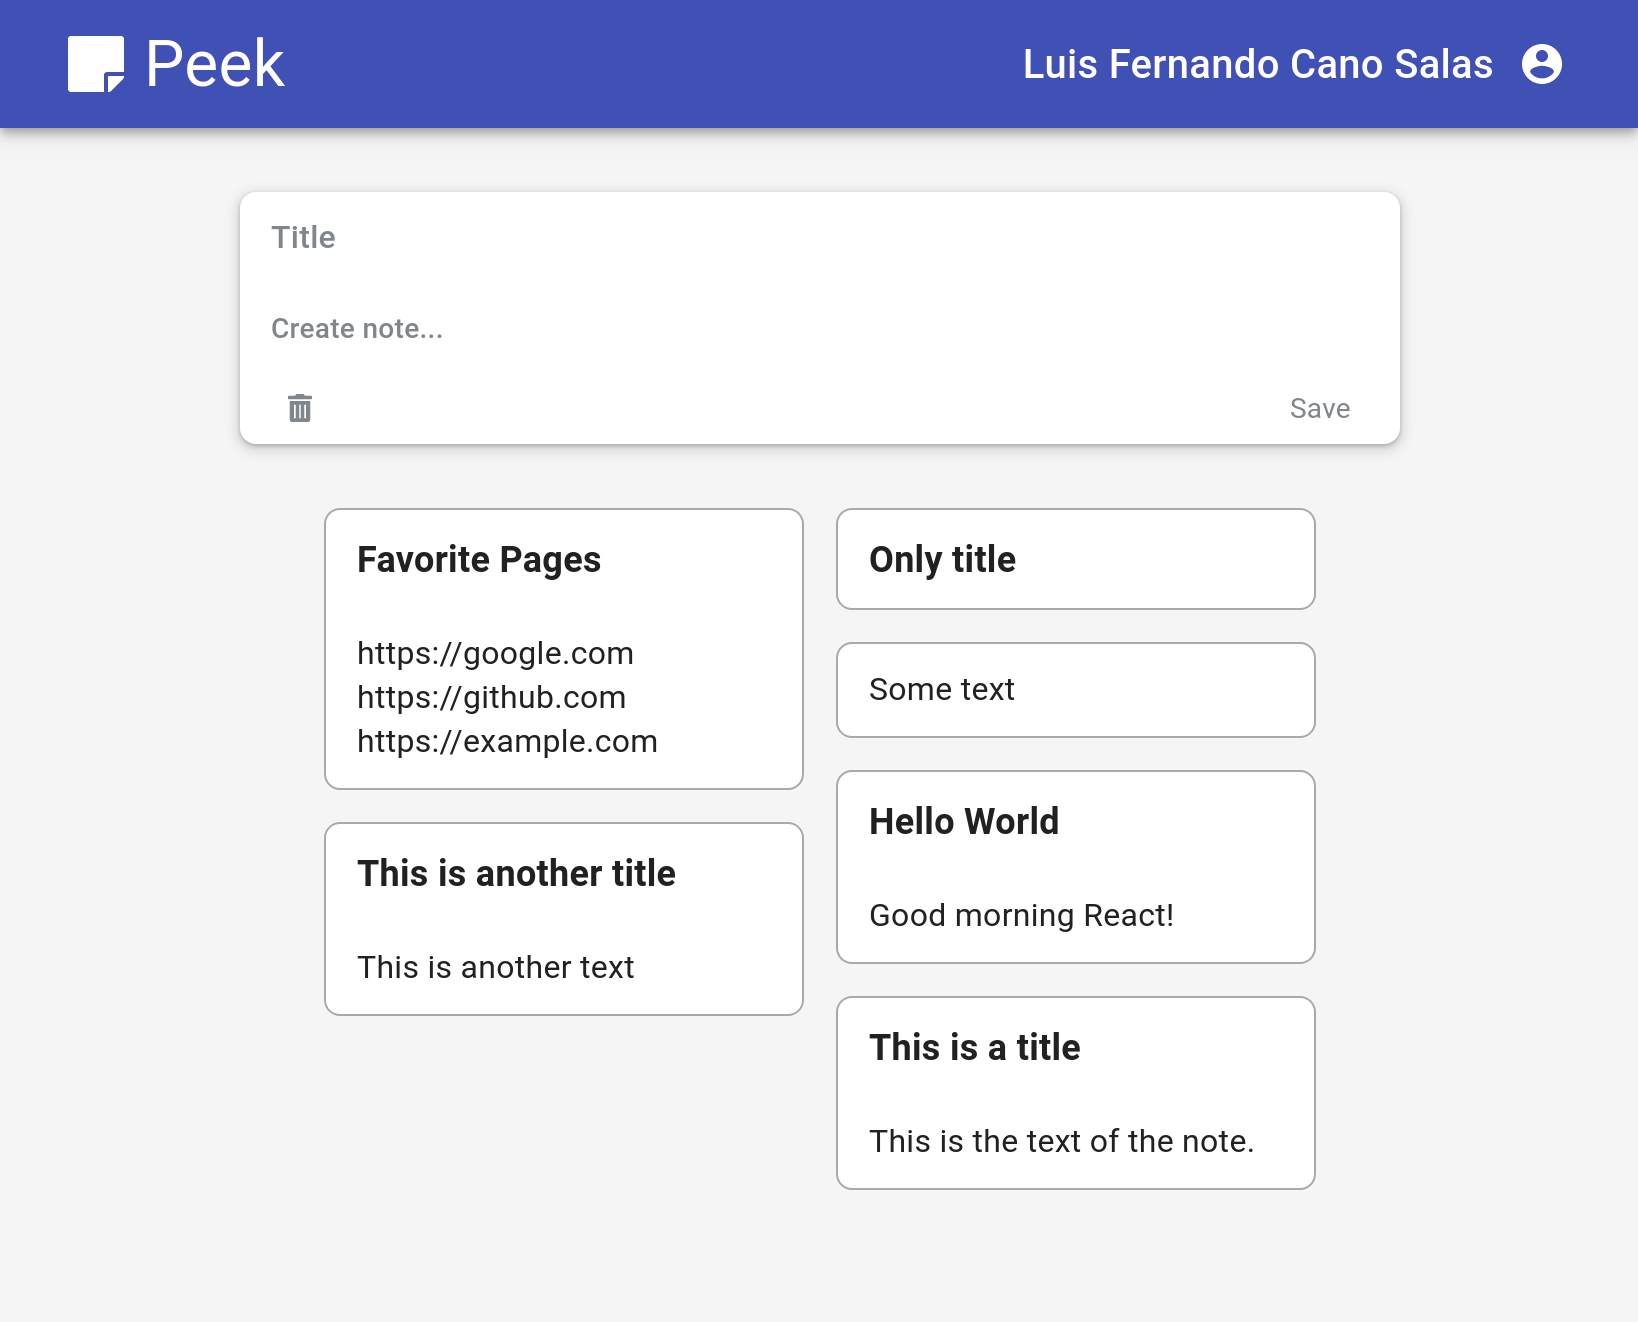 Peek
Luis Fernando Cano Salas
Title
Create note...
Save
Favorite Pages
https://google.com
https://github.com
https://example.com
This is another title
This is another text
Only title
Some text
Hello World
Good morning React!
This is a title
This is the text of the note.